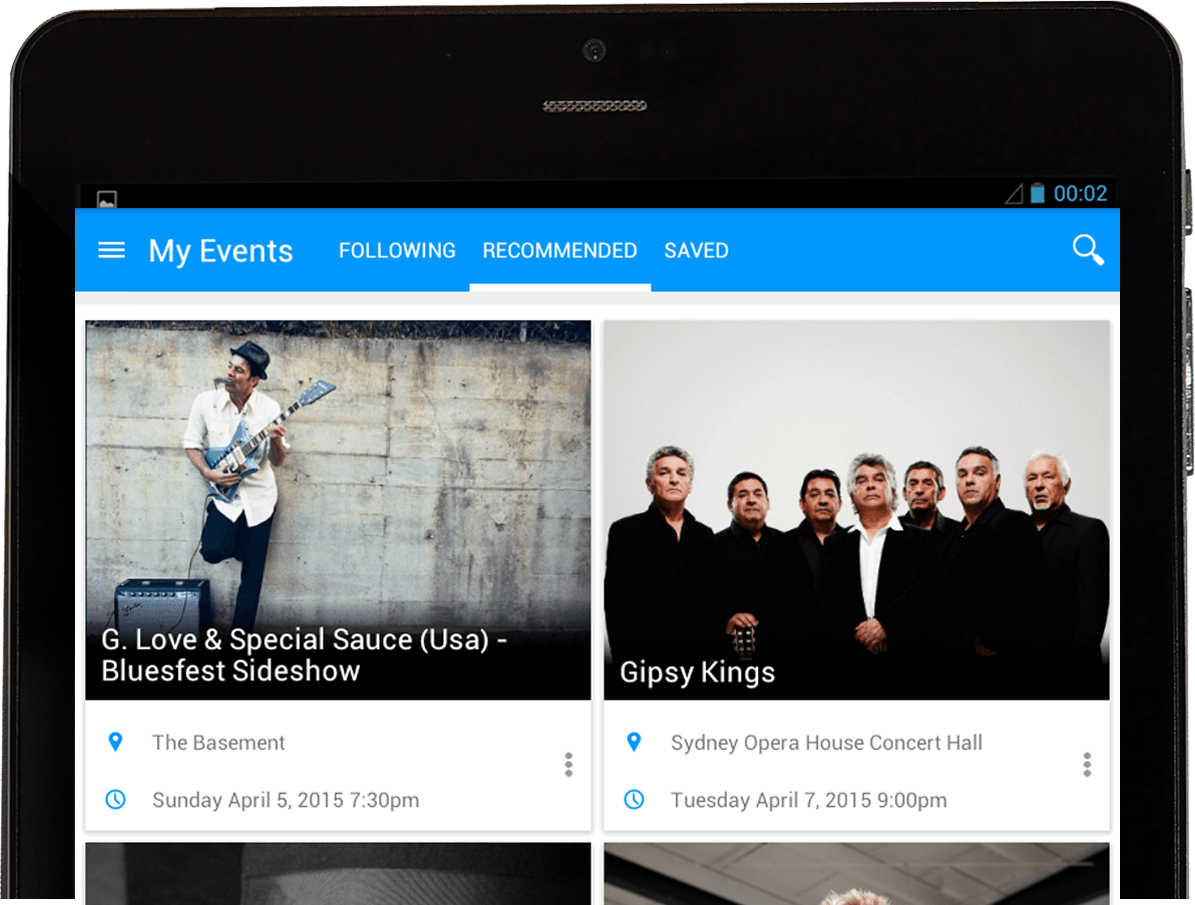 00:02
My Events
FOLLOWING
RECOMMENDED
SAVED
G. Love & Special Sauce (Usa) -
Bluesfest Sideshow
Gipsy Kings
The Basement
Sydney Opera House Concert Hall
Sunday April 5, 2015 7:30pm
Tuesday April 7, 2015 9:00pm